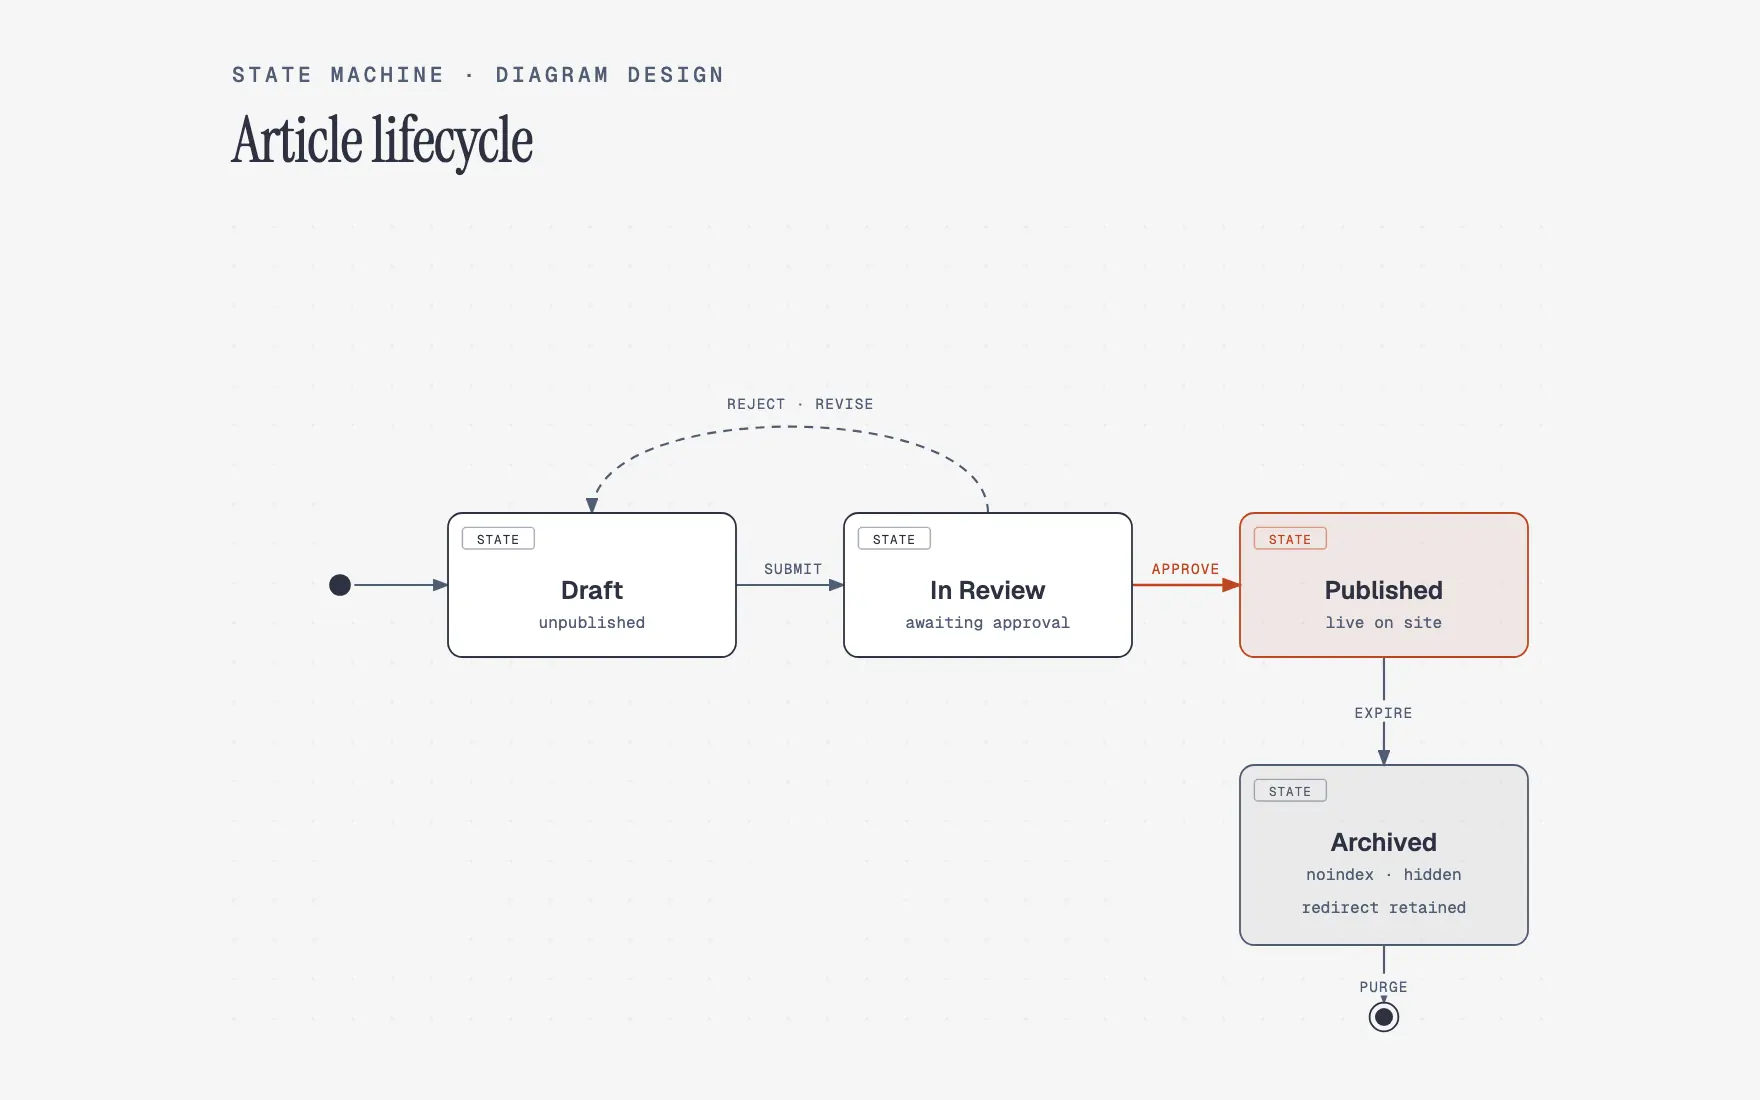 STATE MACHINE · DIAGRAM DESIGN
Article lifecycle
REJECT · REVISE
STATE
Draft
unpublished
SUBMIT
STATE
In Review
awaiting approval
APPROVE
STATE
Published
live on site
EXPIRE
STATE
Archived
noindex · hidden
redirect retained
PURGE